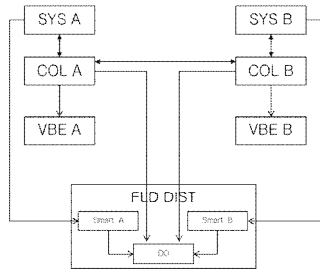 SYS A
SYS B
COL A
COL B
VBE A
VBE B
FLD DIST
Smart A
Smart B
DO